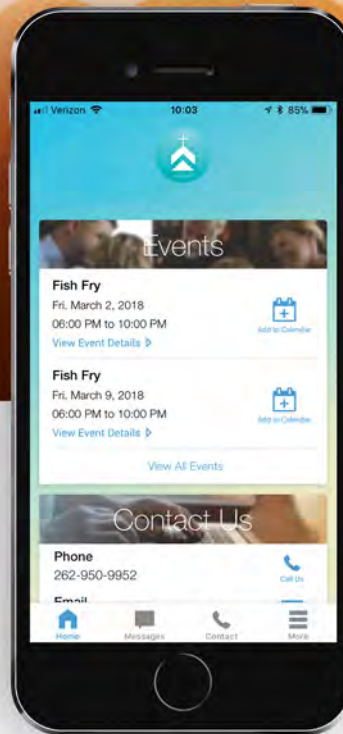 Verizon 10:03 85%
Events
Fish Fry
Fri. March 2, 2018
06:00 PM to 10:00 PM
View Event Details
Add to Calendar
Fish Fry
Fri. March 9, 2018
06:00 PM to 10:00 PM
View Event Details
Add to Calendar
View All Events
Contact Us
Phone
262-950-9952
Call Us
Email
Home Messages Contact More